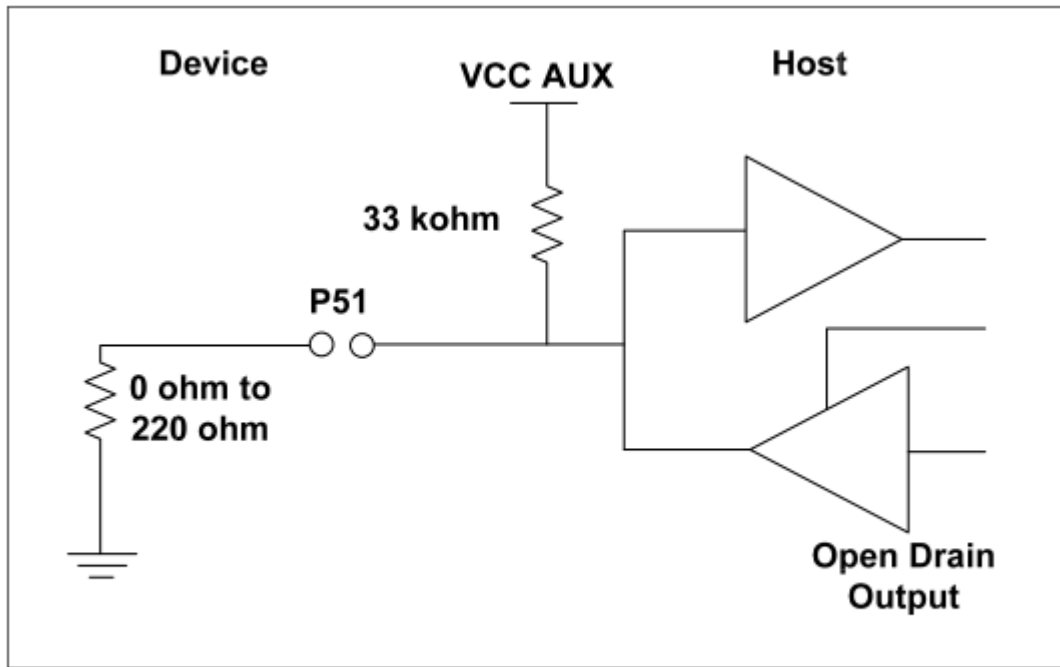 Device
VCC AUX
Host
33 kohm
P51
0 ohm to
220 ohm
Open Drain
Output